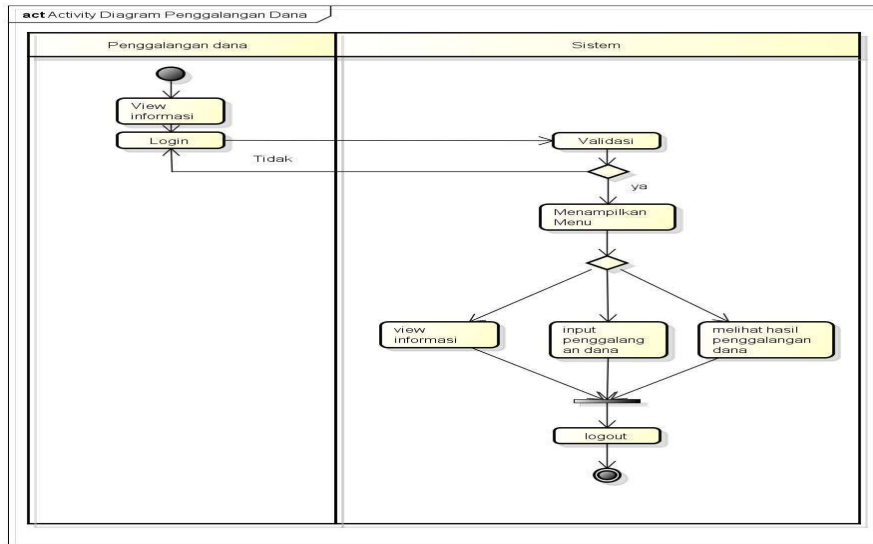 act Activity Diagram Penggalangan Dana
Penggalangan dana
Sistem
View
informasi
Login
Validasi
Tidak
ya
Menampilkan
Menu
view
informasi
input
penggalang
an dana
melihat hasil
penggalangan
dana
logout